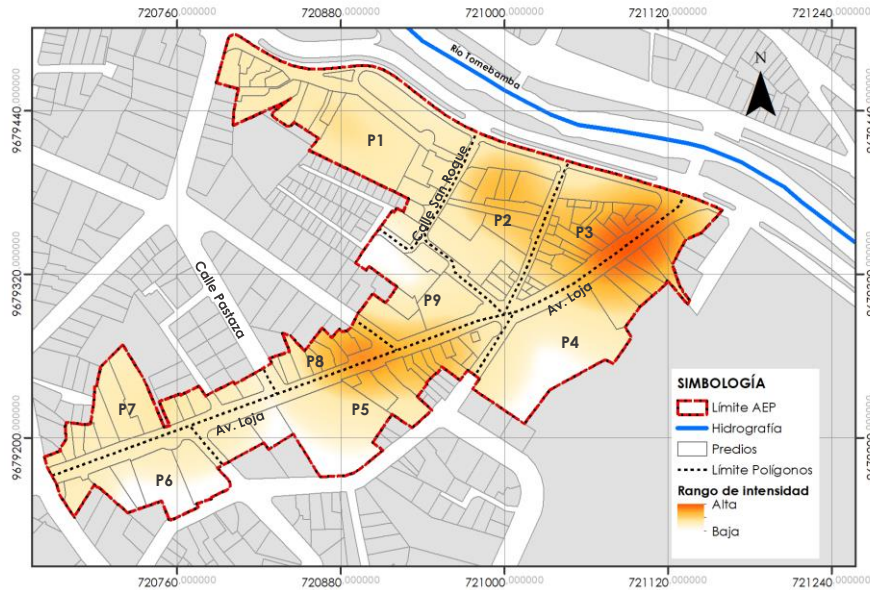 720760.000000 720880.000000 721000.000000 721120.000000 721240.000000
9679440.000000
9679440.000000
Río Tomebamba
N
P1
Calle San Roque
P2
P3
9679320.000000
Calle Pastaza
P9
Av. Loja
P4
P8
P7
P5
Av. Loja
9679200.000000
P6
SIMBOLOGÍA
Límite AEP
Hidrografía
Predios
Límite Polígonos
Rango de intensidad
Alta
Baja
720760.000000 720880.000000 721000.000000 721120.000000 721240.000000